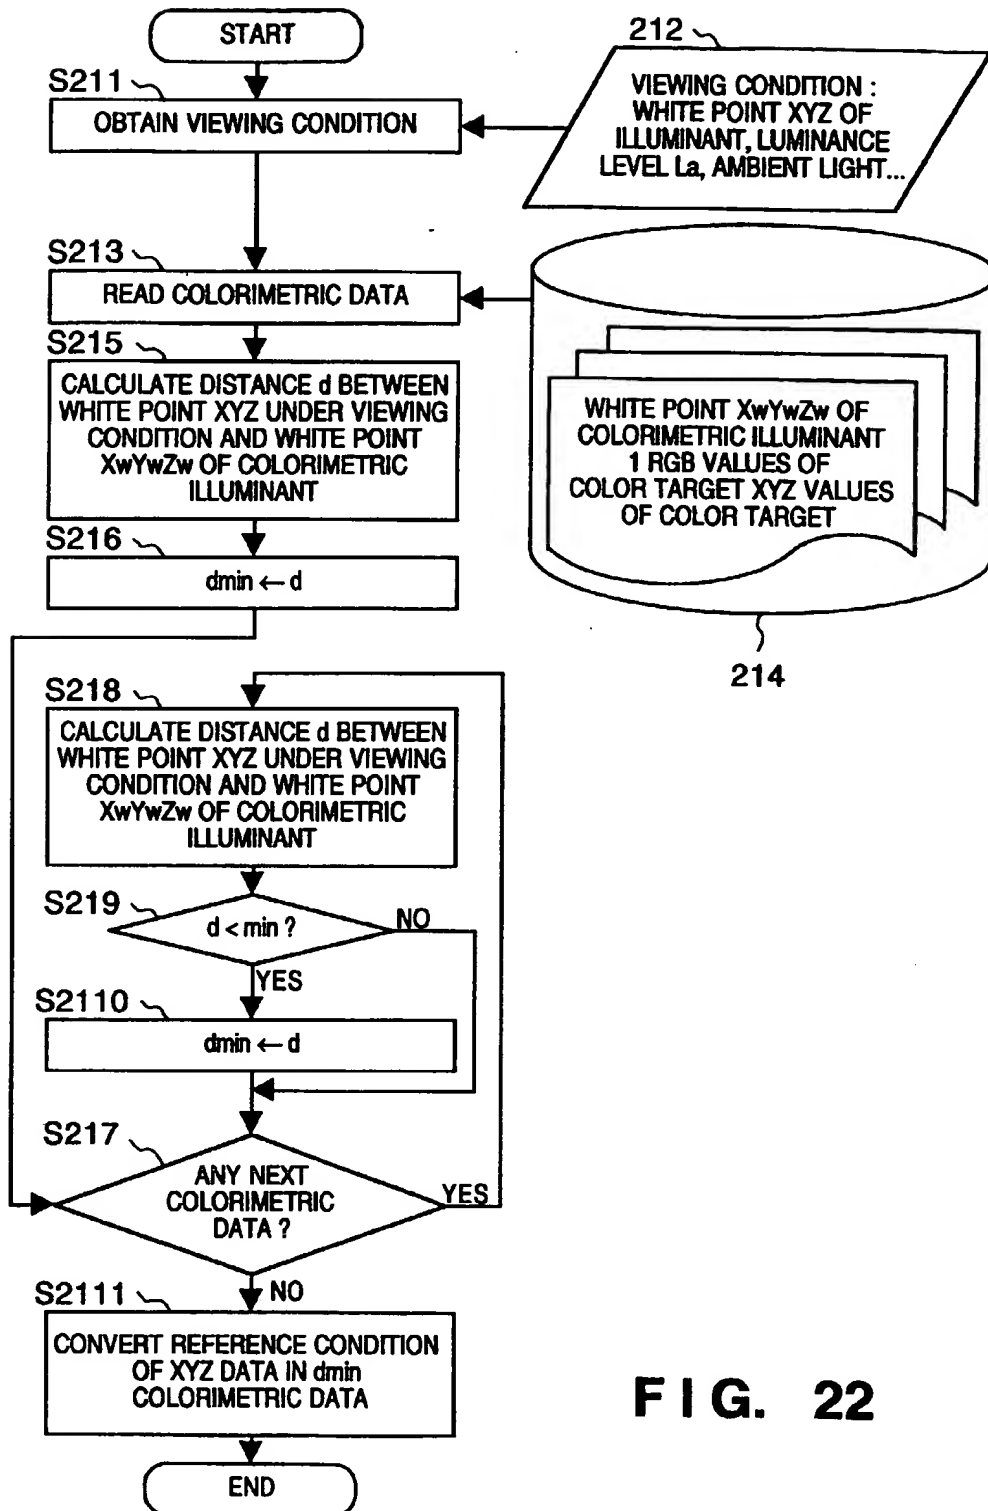 START
212
S211
OBTAIN VIEWING CONDITION
VIEWING CONDITION :
WHITE POINT XYZ OF
ILLUMINANT, LUMINANCE
LEVEL La, AMBIENT LIGHT...
S213
READ COLORIMETRIC DATA
S215
CALCULATE DISTANCE d BETWEEN
WHITE POINT XYZ UNDER VIEWING
CONDITION AND WHITE POINT
XwYwZw OF COLORIMETRIC
ILLUMINANT
WHITE POINT XwYwZw OF
COLORIMETRIC ILLUMINANT
1 RGB VALUES OF
COLOR TARGET XYZ VALUES
OF COLOR TARGET
S216
dmin ← d
214
S218
CALCULATE DISTANCE d BETWEEN
WHITE POINT XYZ UNDER VIEWING
CONDITION AND WHITE POINT
XwYwZw OF COLORIMETRIC
ILLUMINANT
S219
d < min ?
NO
YES
S2110
dmin ← d
S217
ANY NEXT
COLORIMETRIC
DATA ?
YES
NO
S2111
CONVERT REFERENCE CONDITION
OF XYZ DATA IN dmin
COLORIMETRIC DATA
END
FIG. 22